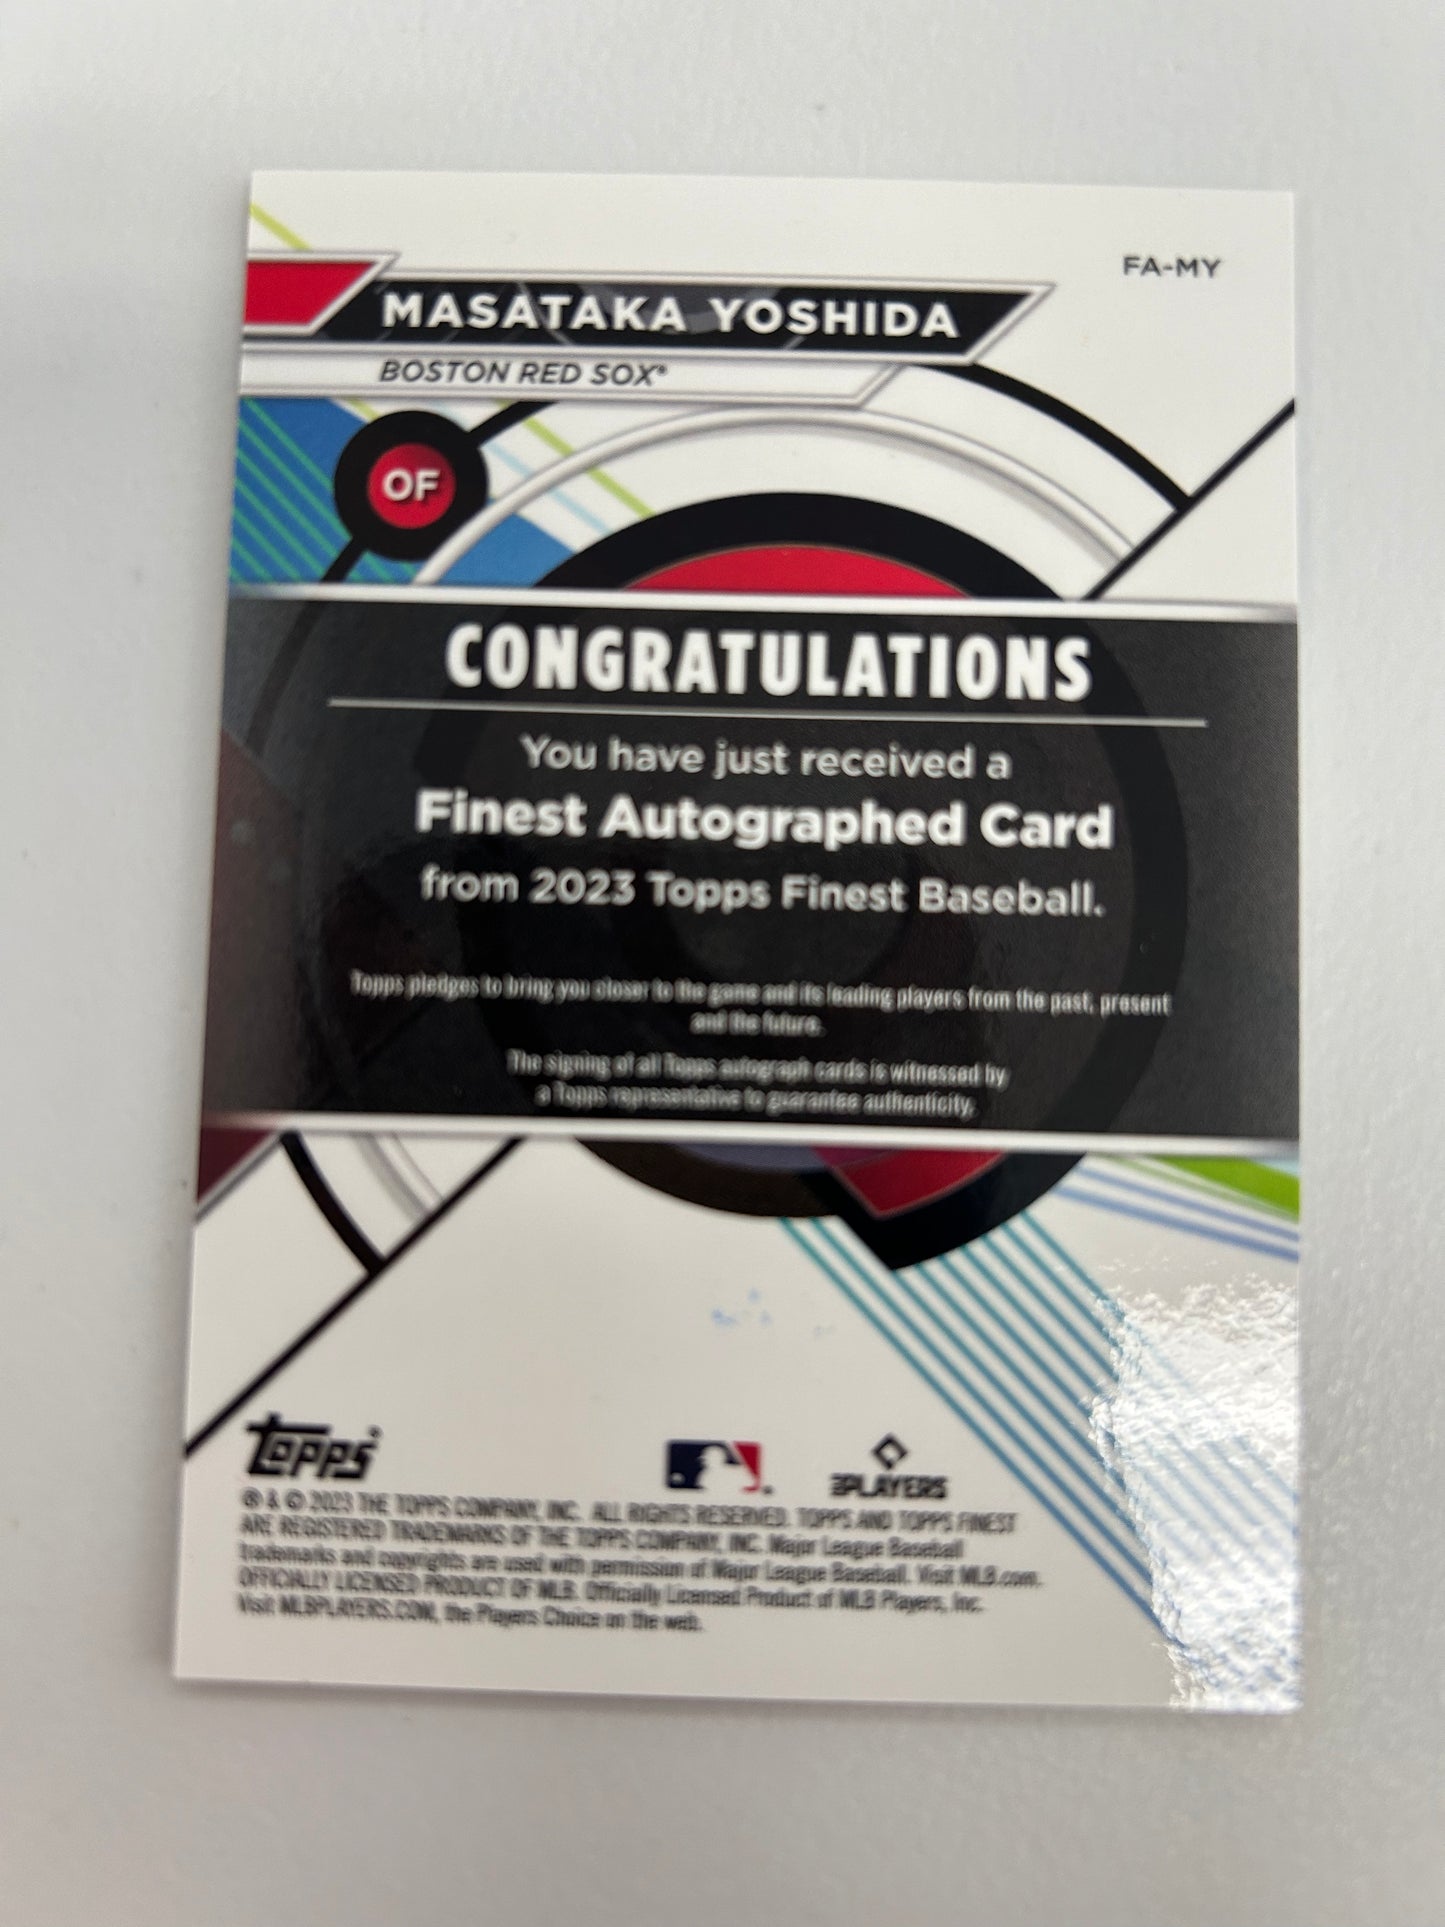 FA-MY
MASATAKA YOSHIDA
BOSTON RED SOX®
OF
CONGRATULATIONS
You have just received a
Finest Autographed Card
from 2023 Topps Finest Baseball.
Topps pledges to bring you closer to the game and its leading players from the past, present
and the future.
The signing of all Topps autograph cards is witnessed by
a Topps representative to guarantee authenticity.
Topps®
PLAYERS
® & © 2023 THE TOPPS COMPANY, INC. ALL RIGHTS RESERVED. TOPPS AND TOPPS FINEST
ARE REGISTERED TRADEMARKS OF THE TOPPS COMPANY, INC. Major League Baseball
trademarks and copyrights are used with permission of Major League Baseball. Visit MLB.com.
OFFICIALLY LICENSED PRODUCT OF MLB. Officially Licensed Product of MLB Players, Inc.
Visit MLBPLAYERS.COM, the Players Choice on the web.